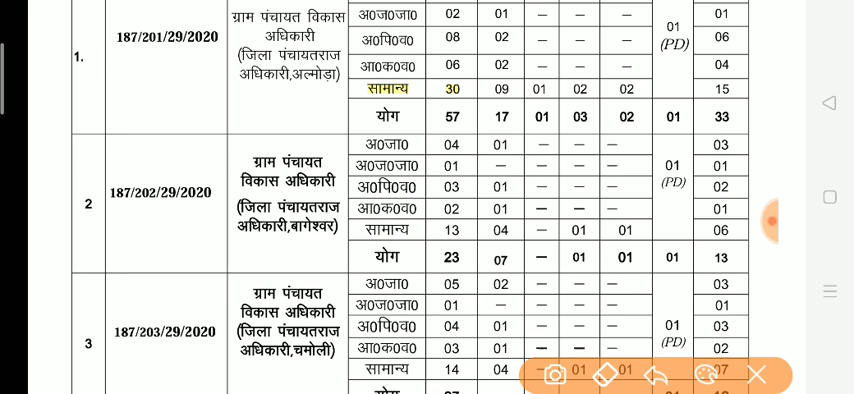 अ0ज0जा0 02 01 – – – 01
1. 187/201/29/2020 ग्राम पंचायत विकास अधिकारी (जिला पंचायतराज अधिकारी,अल्मोड़ा) 01 (PD)
अ0पि0व0 08 02 – – – 06
आ0क0व0 06 02 – – – 04
सामान्य 30 09 01 02 02 15
योग 57 17 01 03 02 01 33
2 187/202/29/2020 ग्राम पंचायत विकास अधिकारी (जिला पंचायतराज अधिकारी,बागेश्वर) 01 (PD)
अ0जा0 04 01 – – – 03
अ0ज0जा0 01 – – – – 01
अ0पि0व0 03 01 – – – 02
आ0क0व0 02 01 – – – 01
सामान्य 13 04 – 01 01 06
योग 23 07 – 01 01 01 13
3 187/203/29/2020 ग्राम पंचायत विकास अधिकारी (जिला पंचायतराज अधिकारी,चमोली) 01 (PD)
अ0जा0 05 02 – – – 03
अ0ज0जा0 01 – – – – 01
अ0पि0व0 04 01 – – – 03
आ0क0व0 03 01 – – – 02
सामान्य 14 04 – 01 01 07